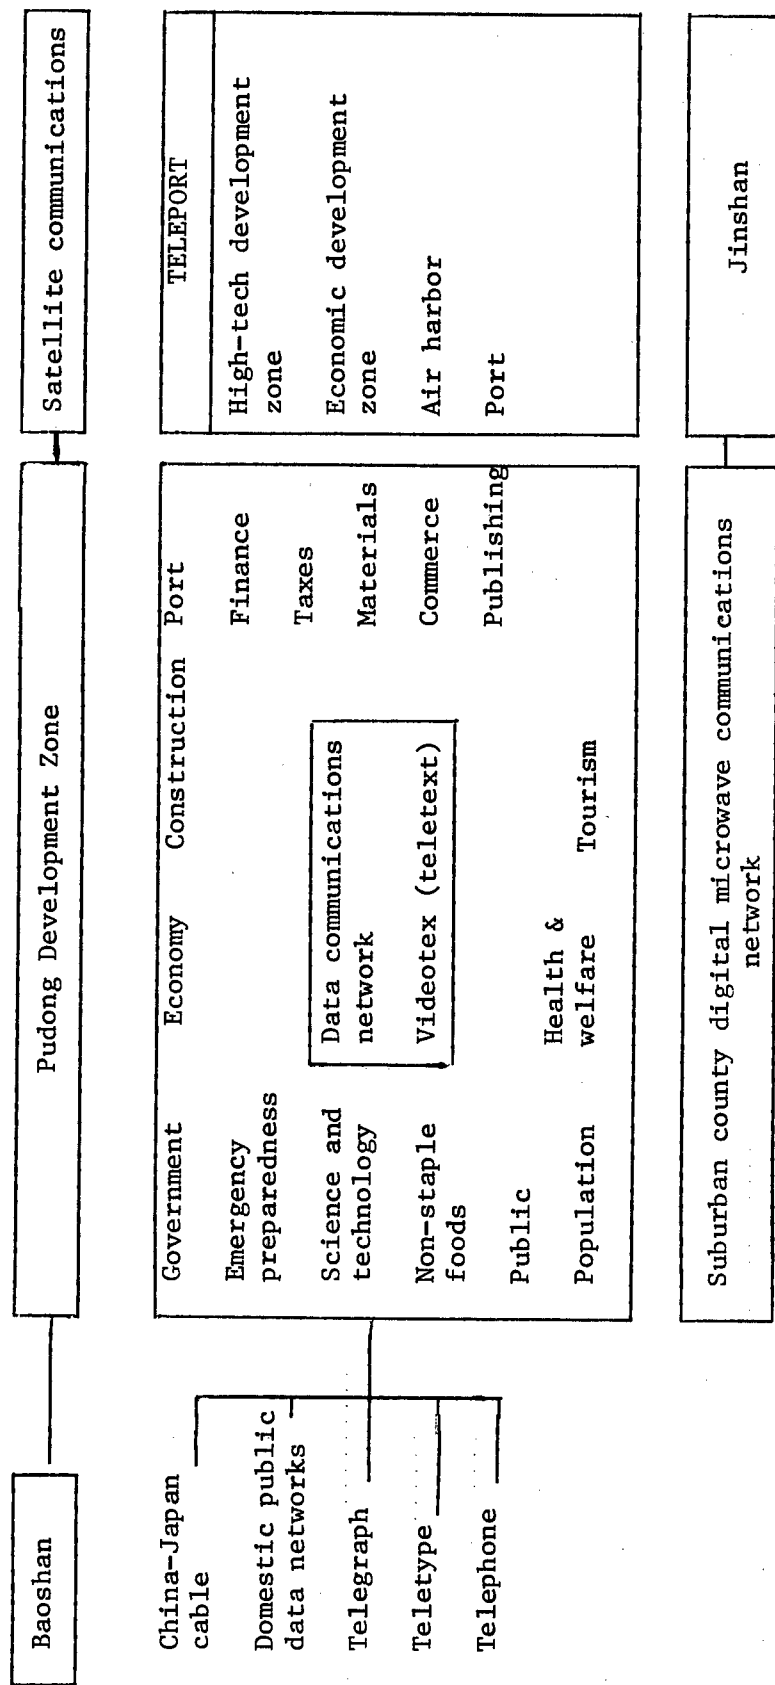 Baoshan
Pudong Development Zone
Satellite communications
China-Japan
cable
Domestic public
data networks
Telegraph
Teletype
Telephone
Government
Economy
Construction
Port
Emergency
preparedness
Finance
Science and
technology
Data communications
network
Taxes
Materials
Non-staple
foods
Videotex (teletext)
Commerce
Public
Publishing
Health &
welfare
Population
Tourism
TELEPORT
High-tech development
zone
Economic development
zone
Air harbor
Port
Suburban county digital microwave communications
network
Jinshan